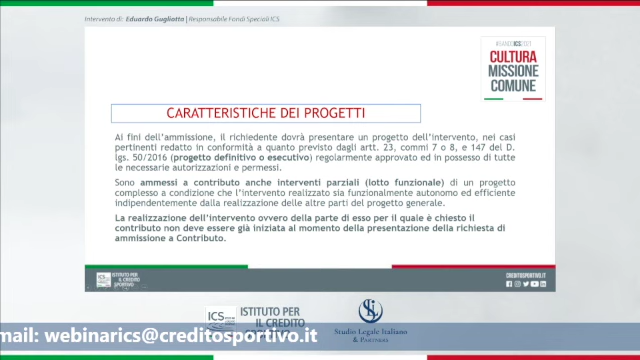 Intervento di: Eduardo Gugliotta | Responsabile Fondi Speciali ICS
#BANDOICS2021
CULTURA
MISSIONE
COMUNE
CARATTERISTICHE DEI PROGETTI
Ai fini dell'ammissione, il richiedente dovrà presentare un progetto dell'intervento, nei casi
pertinenti redatto in conformità a quanto previsto dagli artt. 23, commi 7 o 8, e 147 del D.
lgs. 50/2016 (progetto definitivo o esecutivo) regolarmente approvato ed in possesso di tutte
le necessarie autorizzazioni e permessi.
Sono ammessi a contributo anche interventi parziali (lotto funzionale) di un progetto
complesso a condizione che l'intervento realizzato sia funzionalmente autonomo ed efficiente
indipendentemente dalla realizzazione delle altre parti del progetto generale.
La realizzazione dell'intervento ovvero della parte di esso per il quale è chiesto il
contributo non deve essere già iniziata al momento della presentazione della richiesta di
ammissione a Contributo.
ISTITUTO PER
IL CREDITO
SPORTIVO
CREDITOSPORTIVO.IT
ICS
ISTITUTO PER
IL CREDITO
Studio Legale Italiano
& Partners
mail: webinarics@creditosportivo.it